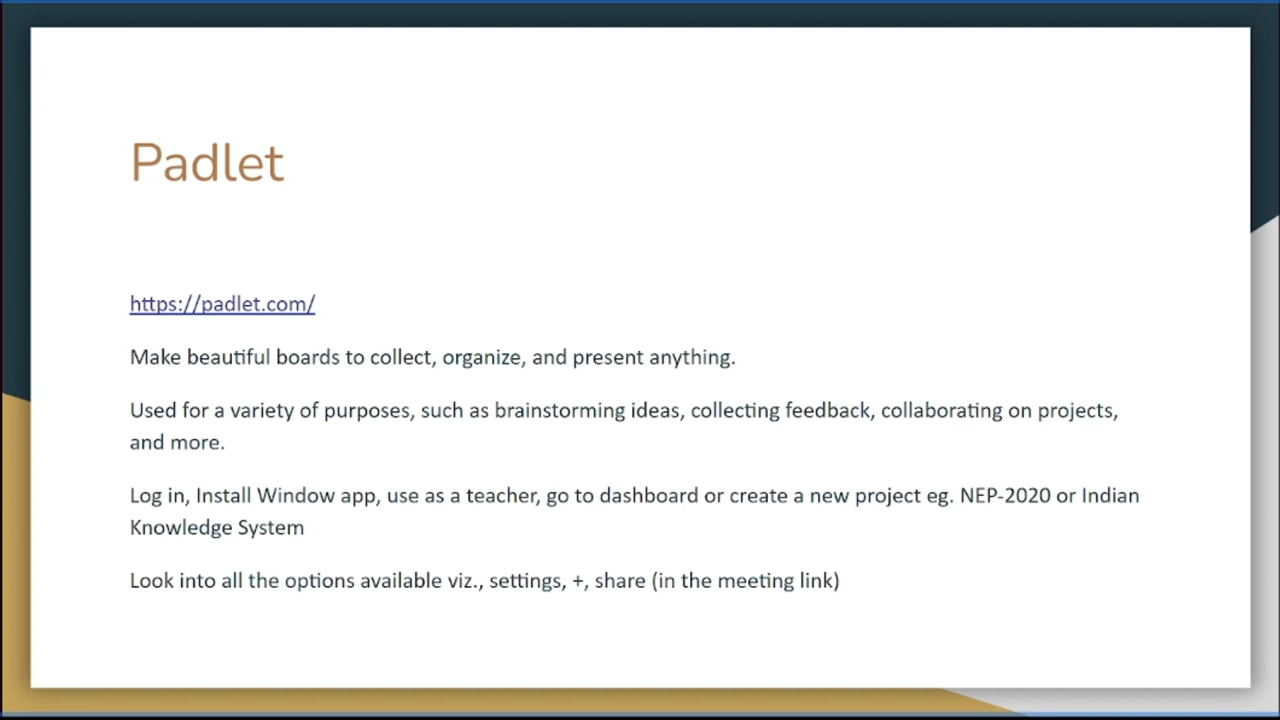 Padlet
https://padlet.com/
Make beautiful boards to collect, organize, and present anything.
Used for a variety of purposes, such as brainstorming ideas, collecting feedback, collaborating on projects,
and more.
Log in, Install Window app, use as a teacher, go to dashboard or create a new project eg. NEP-2020 or Indian
Knowledge System
Look into all the options available viz., settings, +, share (in the meeting link)